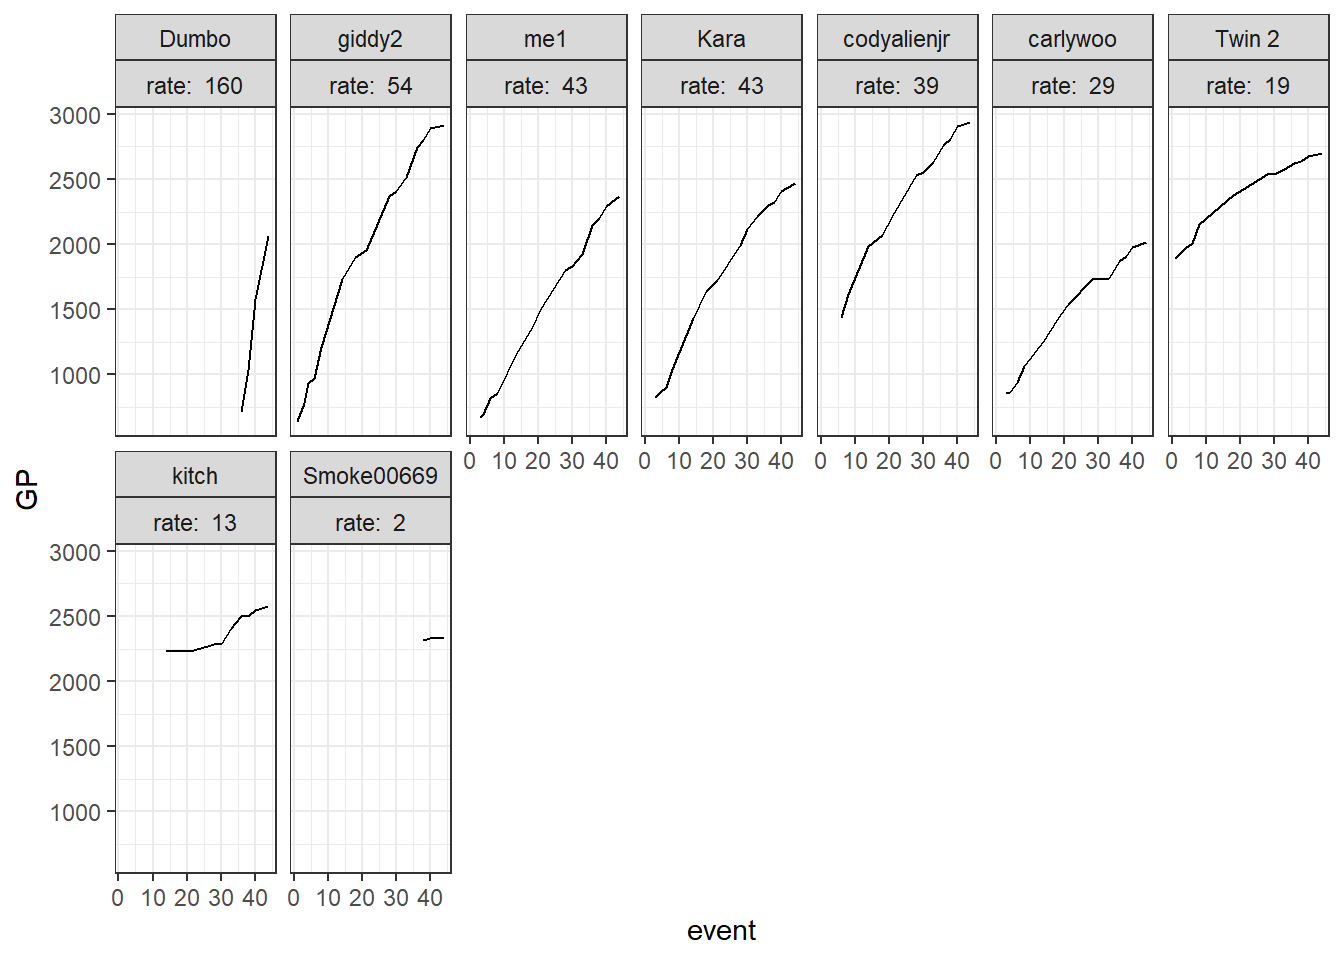 Dumbo giddy2 me1 Kara codyalienjr carlywoo Twin 2
rate: 160 rate: 54 rate: 43 rate: 43 rate: 39 rate: 29 rate: 19
3000
2500
2000
1500
1000
0 10 20 30 40 0 10 20 30 40 0 10 20 30 40 0 10 20 30 40 0 10 20 30 40
GP
kitch Smoke00669
rate: 13 rate: 2
3000
2500
2000
1500
1000
0 10 20 30 40 0 10 20 30 40
event